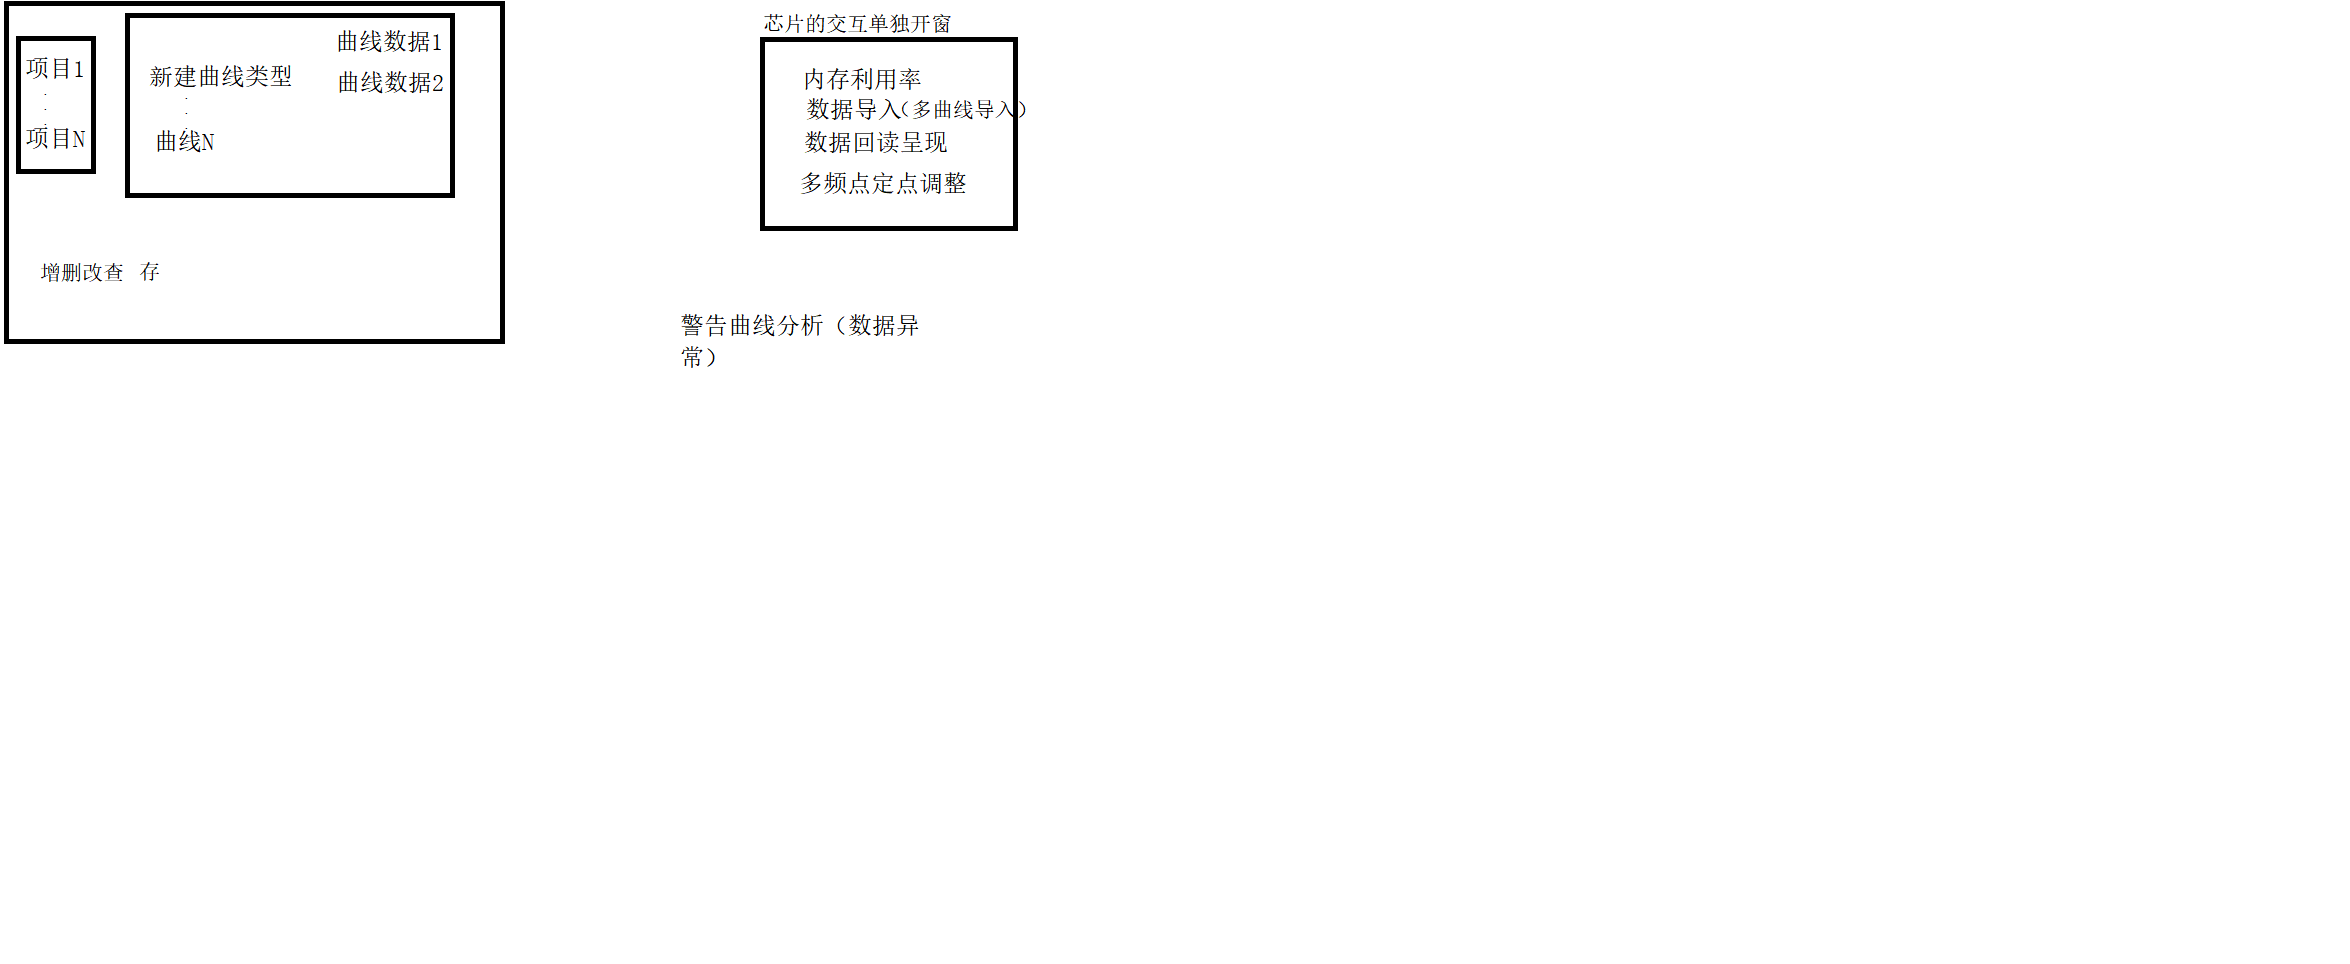 项目1
.
.
.
项目N
新建曲线类型
.
.
.
曲线N
曲线数据1
曲线数据2
增删改查 存
芯片的交互单独开窗
内存利用率
数据导入(多曲线导入)
数据回读呈现
多频点定点调整
警告曲线分析（数据异
常）